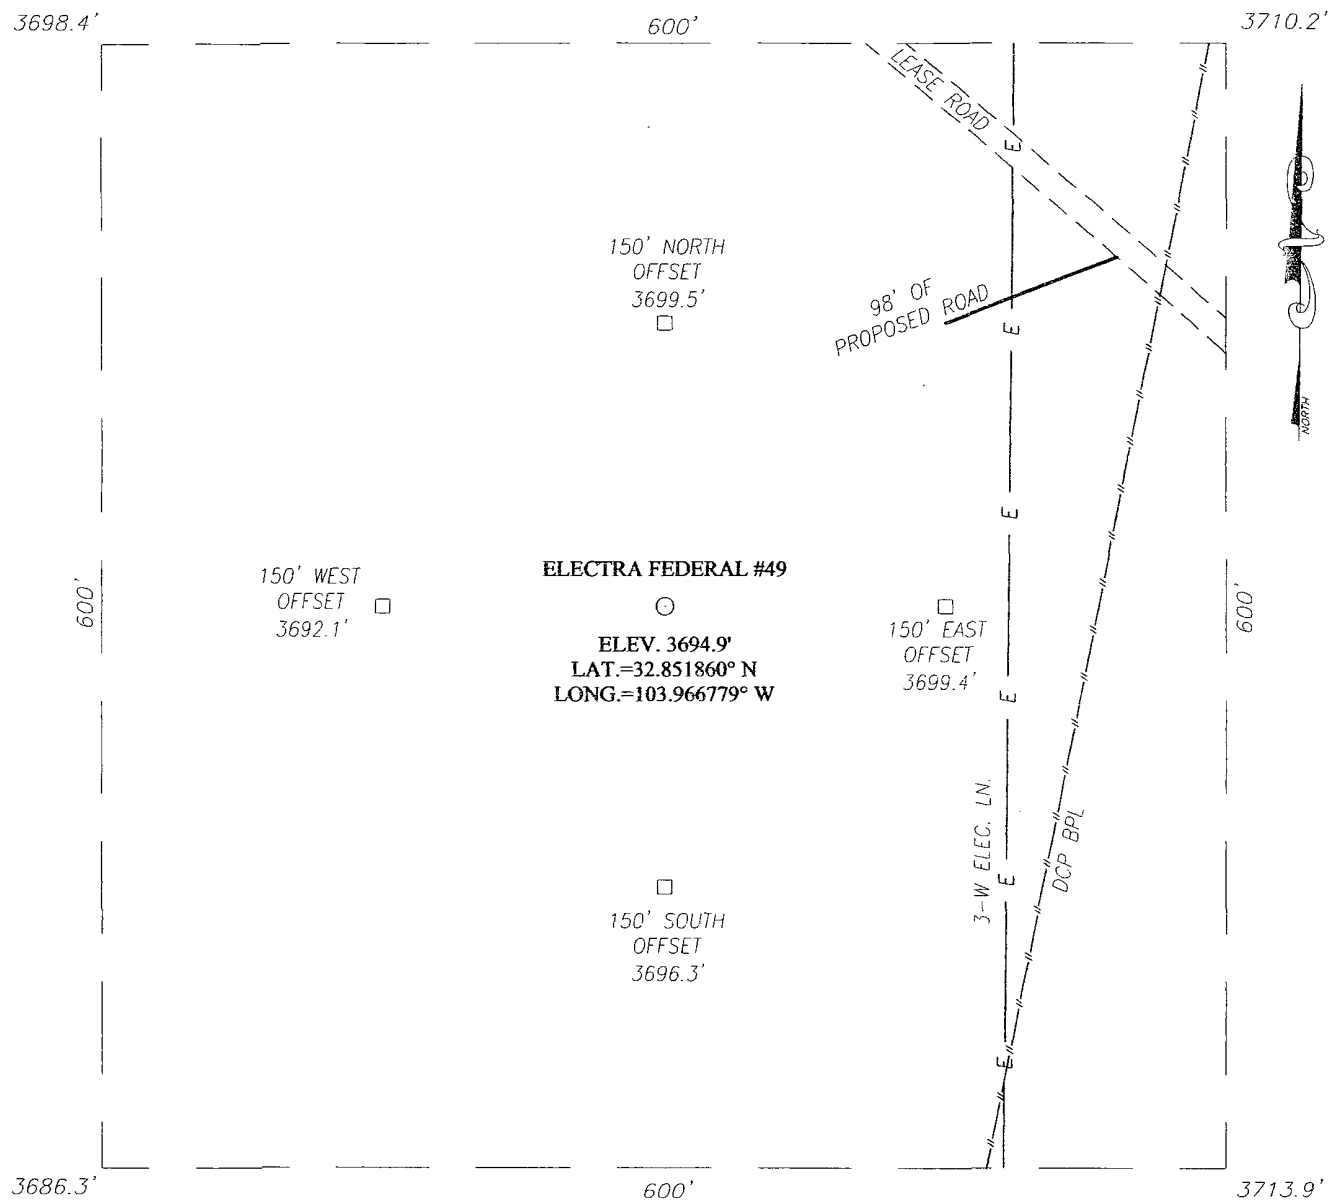 3698.4'
600'
3710.2'
LEASE ROAD
E
150' NORTH
OFFSET
3699.5'
98' OF
PROPOSED ROAD
E
NORTH
E
ELECTRA FEDERAL #49
150' WEST
OFFSET
3692.1'
600'
600'
ELEV. 3694.9'
LAT.=32.851860° N
LONG.=103.966779° W
150' EAST
OFFSET
3699.4'
E
3-W ELEC. LN.
DCP BPL
E
150' SOUTH
OFFSET
3696.3'
E
3686.3'
600'
3713.9'